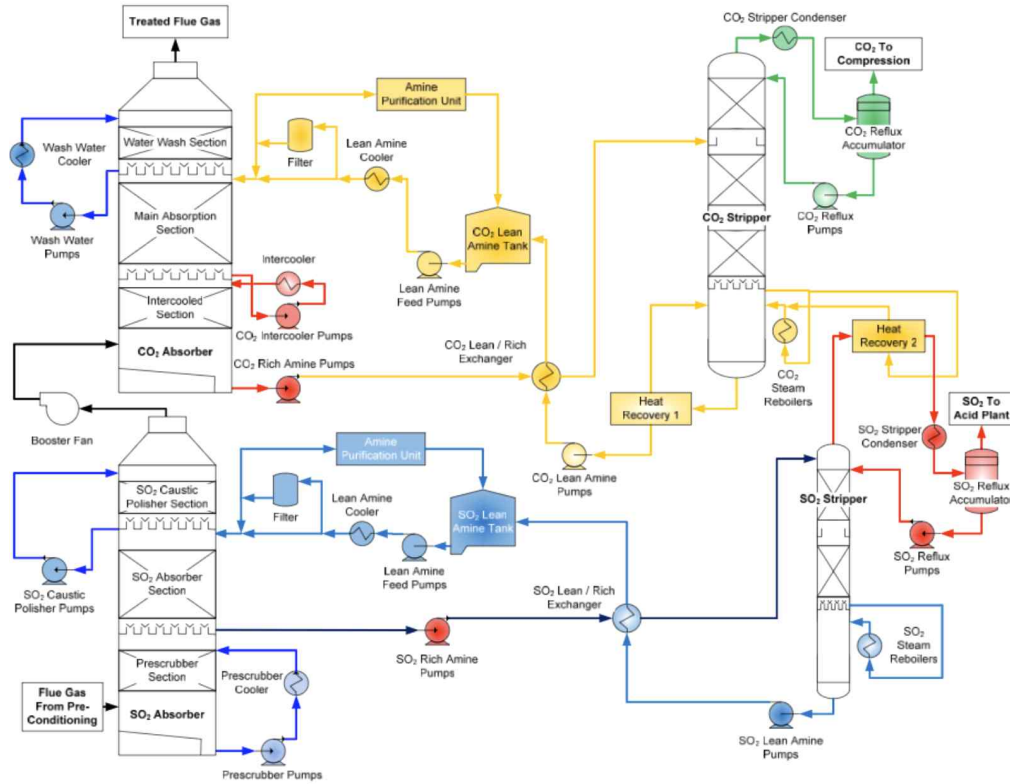 Treated Flue Gas
Water Wash Section
Wash Water
Cooler
Main Absorption
Section
Wash Water
Pumps
Intercooled
Section
CO₂ Absorber
Intercooler
CO₂ Intercooler Pumps
CO₂ Rich Amine Pumps
Booster Fan
Amine
Purification Unit
Filter
Lean Amine
Cooler
CO₂ Lean
Amine Tank
Lean Amine
Feed Pumps
CO₂ Lean / Rich
Exchanger
Heat
Recovery 1
CO₂ Lean Amine
Pumps
CO₂ Stripper Condenser
CO₂ To
Compression
CO₂ Reflux
Accumulator
CO₂ Reflux
Pumps
CO₂ Stripper
CO₂
Steam
Reboilers
Heat
Recovery 2
SO₂ To
Acid Plant
SO₂ Stripper
Condenser
SO₂ Reflux
Accumulator
SO₂ Reflux
Pumps
SO₂ Stripper
SO₂
Steam
Reboilers
SO₂ Lean Amine
Pumps
SO₂ Caustic
Polisher Section
SO₂ Caustic
Polisher Pumps
SO₂ Absorber
Section
Prescrubber
Section
SO₂ Absorber
Flue Gas
From Pre-
Conditioning
Prescrubber
Cooler
Prescrubber Pumps
Amine
Purification Unit
Filter
Lean Amine
Cooler
SO₂ Lean
Amine Tank
Lean Amine
Feed Pumps
SO₂ Lean / Rich
Exchanger
SO₂ Rich Amine
Pumps